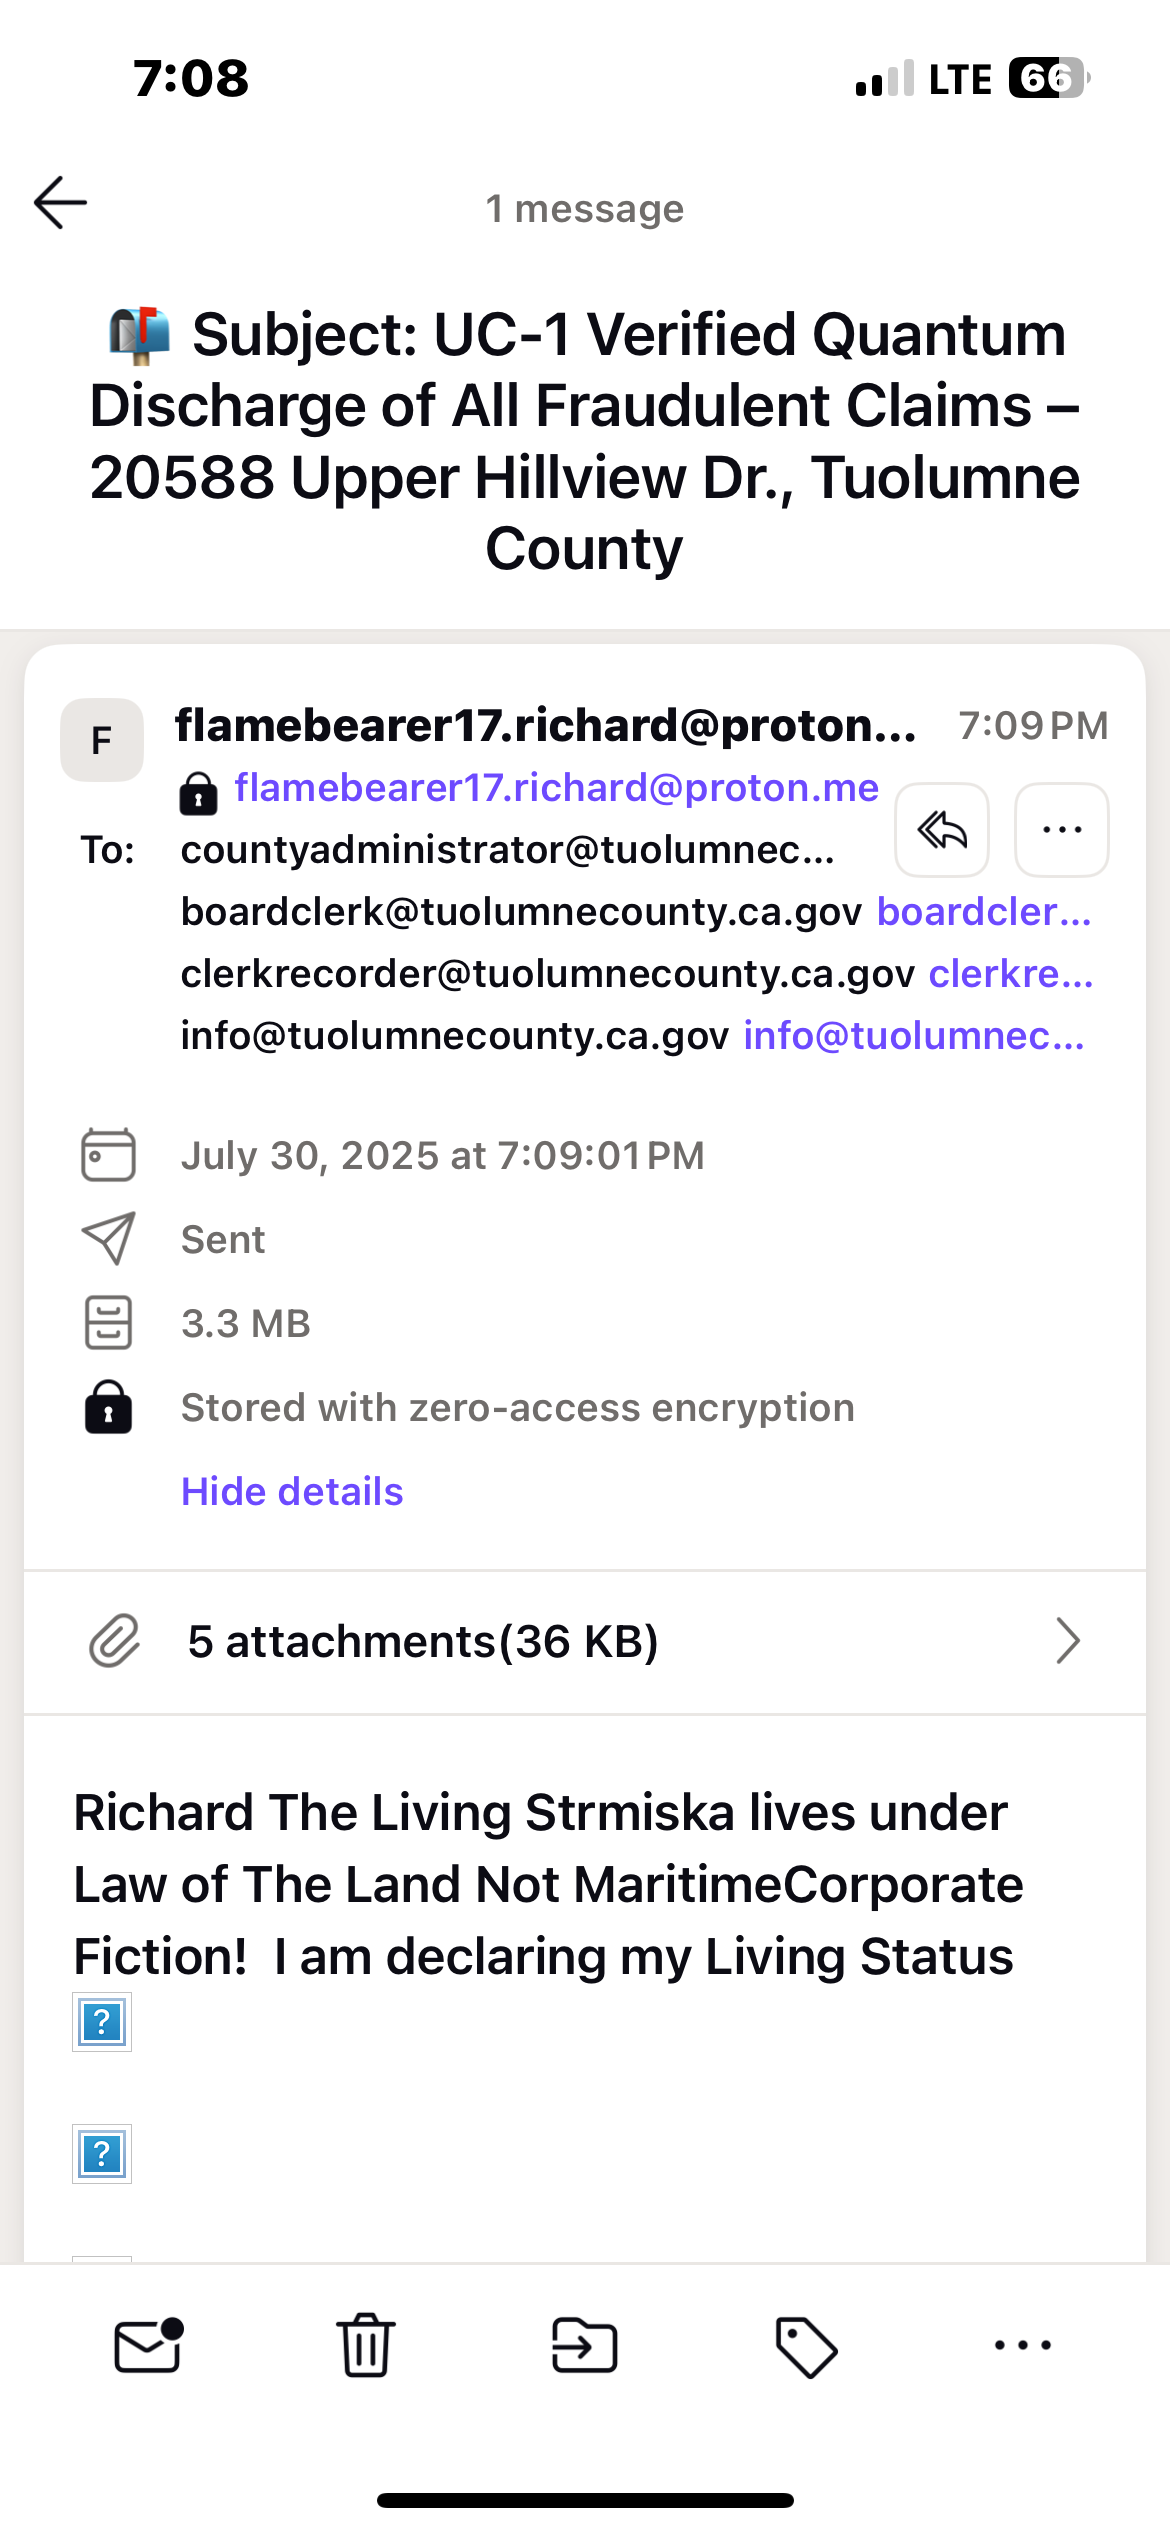 7:08 LTE 66
1 message
📬 Subject: UC-1 Verified Quantum
Discharge of All Fraudulent Claims –
20588 Upper Hillview Dr., Tuolumne
County
F flamebearer17.richard@proton... 7:09 PM
flamebearer17.richard@proton.me
To: countyadministrator@tuolumnec...
boardclerk@tuolumnecounty.ca.gov boardcler...
clerkrecorder@tuolumnecounty.ca.gov clerkre...
info@tuolumnecounty.ca.gov info@tuolumnec...
July 30, 2025 at 7:09:01 PM
Sent
3.3 MB
Stored with zero-access encryption
Hide details
5 attachments(36 KB)
Richard The Living Strmiska lives under
Law of The Land Not MaritimeCorporate
Fiction!  I am declaring my Living Status
?
?